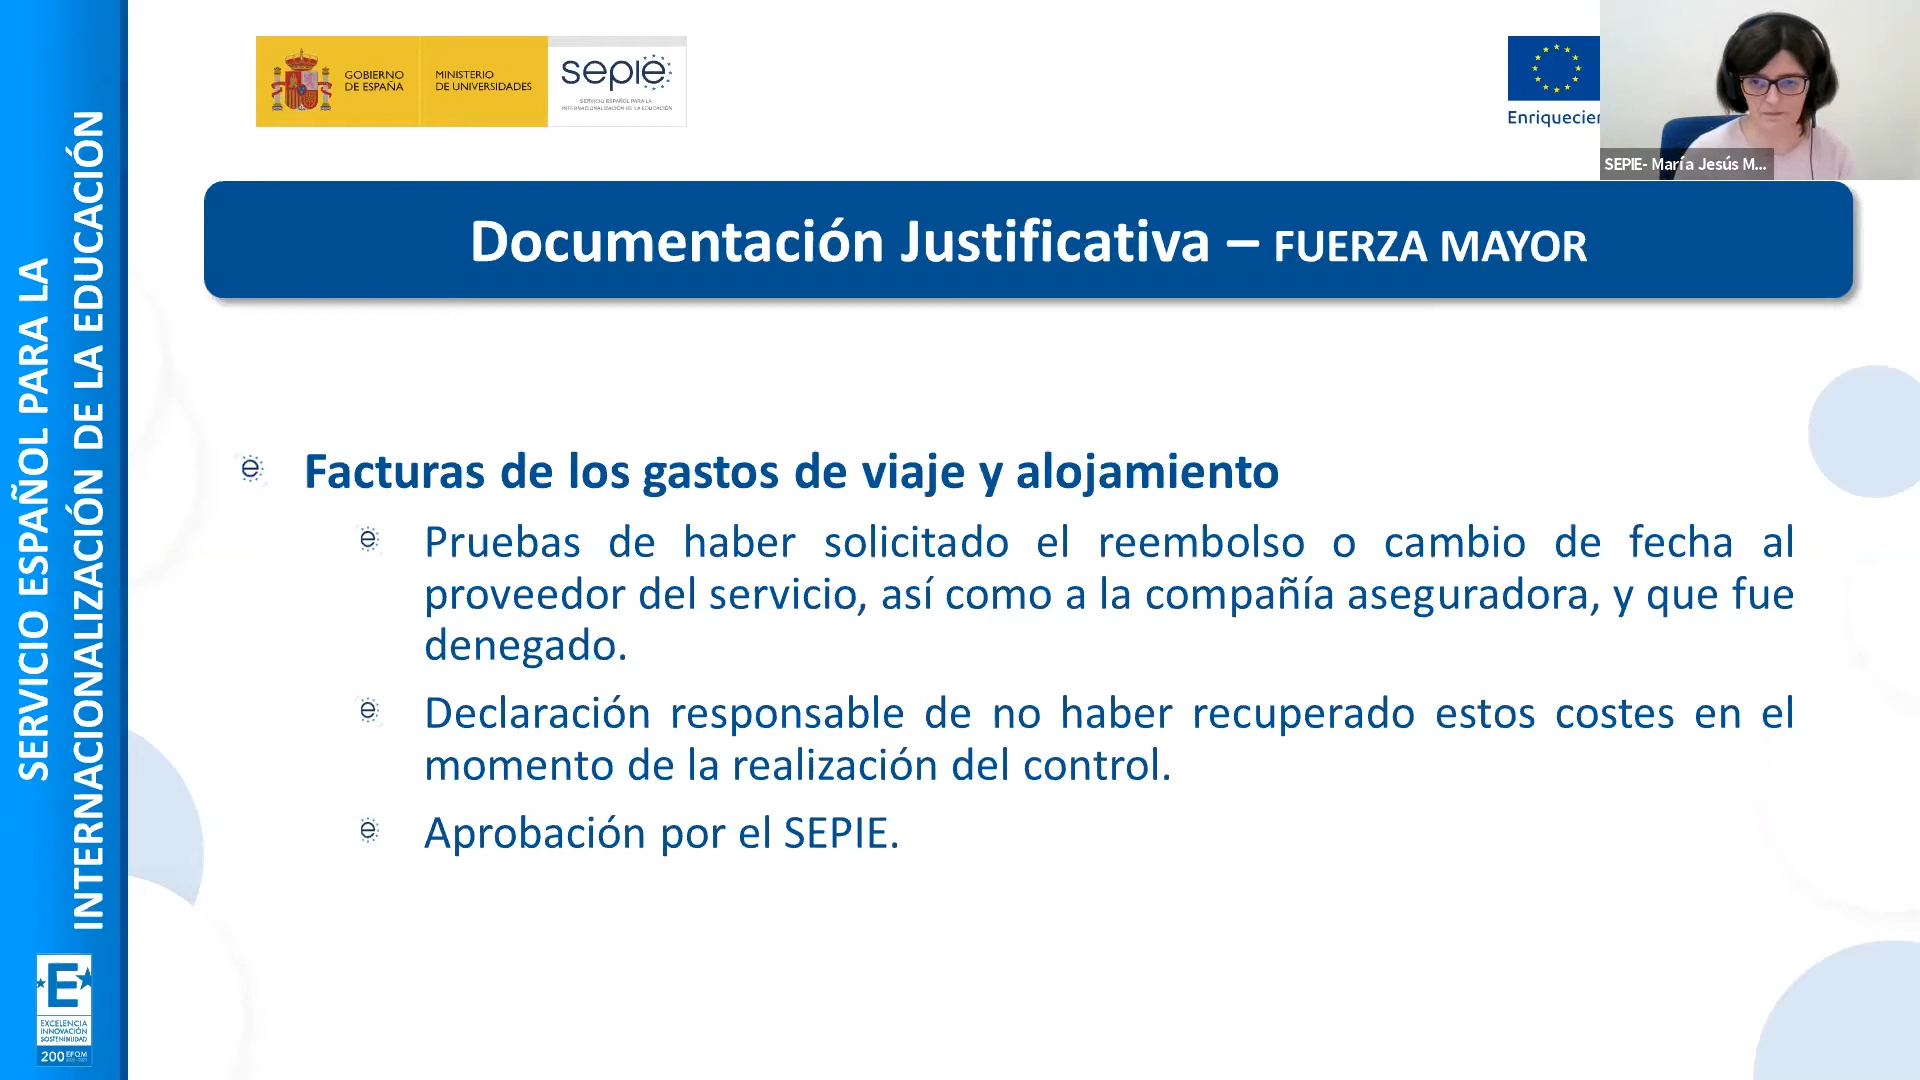 SERVICIO ESPAÑOL PARA LA
INTERNACIONALIZACIÓN DE LA EDUCACIÓN
GOBIERNO
DE ESPAÑA
MINISTERIO
DE UNIVERSIDADES
sepie
SERVICIO ESPAÑOL PARA LA
INTERNACIONALIZACIÓN DE LA EDUCACIÓN
Enriquecien
SEPIE- María Jesús M...
Documentación Justificativa – FUERZA MAYOR
Facturas de los gastos de viaje y alojamiento
Pruebas de haber solicitado el reembolso o cambio de fecha al
proveedor del servicio, así como a la compañía aseguradora, y que fue
denegado.
Declaración responsable de no haber recuperado estos costes en el
momento de la realización del control.
Aprobación por el SEPIE.
E
EXCELENCIA
INNOVACIÓN
SOSTENIBILIDAD
200 EFQM